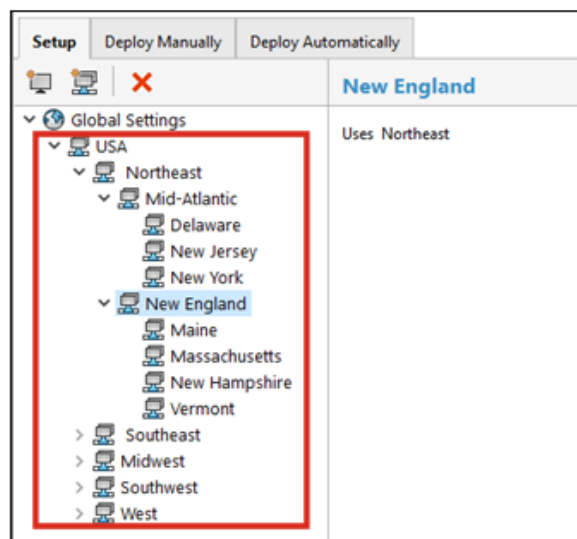 Setup
Deploy Manually
Deploy Automatically
New England
Uses Northeast
Global Settings
USA
Northeast
Mid-Atlantic
Delaware
New Jersey
New York
New England
Maine
Massachusetts
New Hampshire
Vermont
Southeast
Midwest
Southwest
West